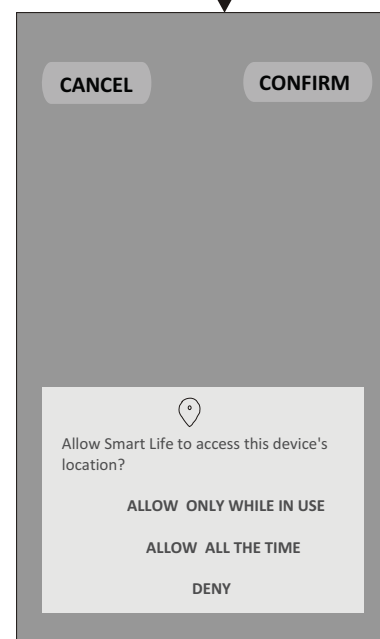 CANCEL
CONFIRM
Allow Smart Life to access this device's
location?
ALLOW ONLY WHILE IN USE
ALLOW ALL THE TIME
DENY